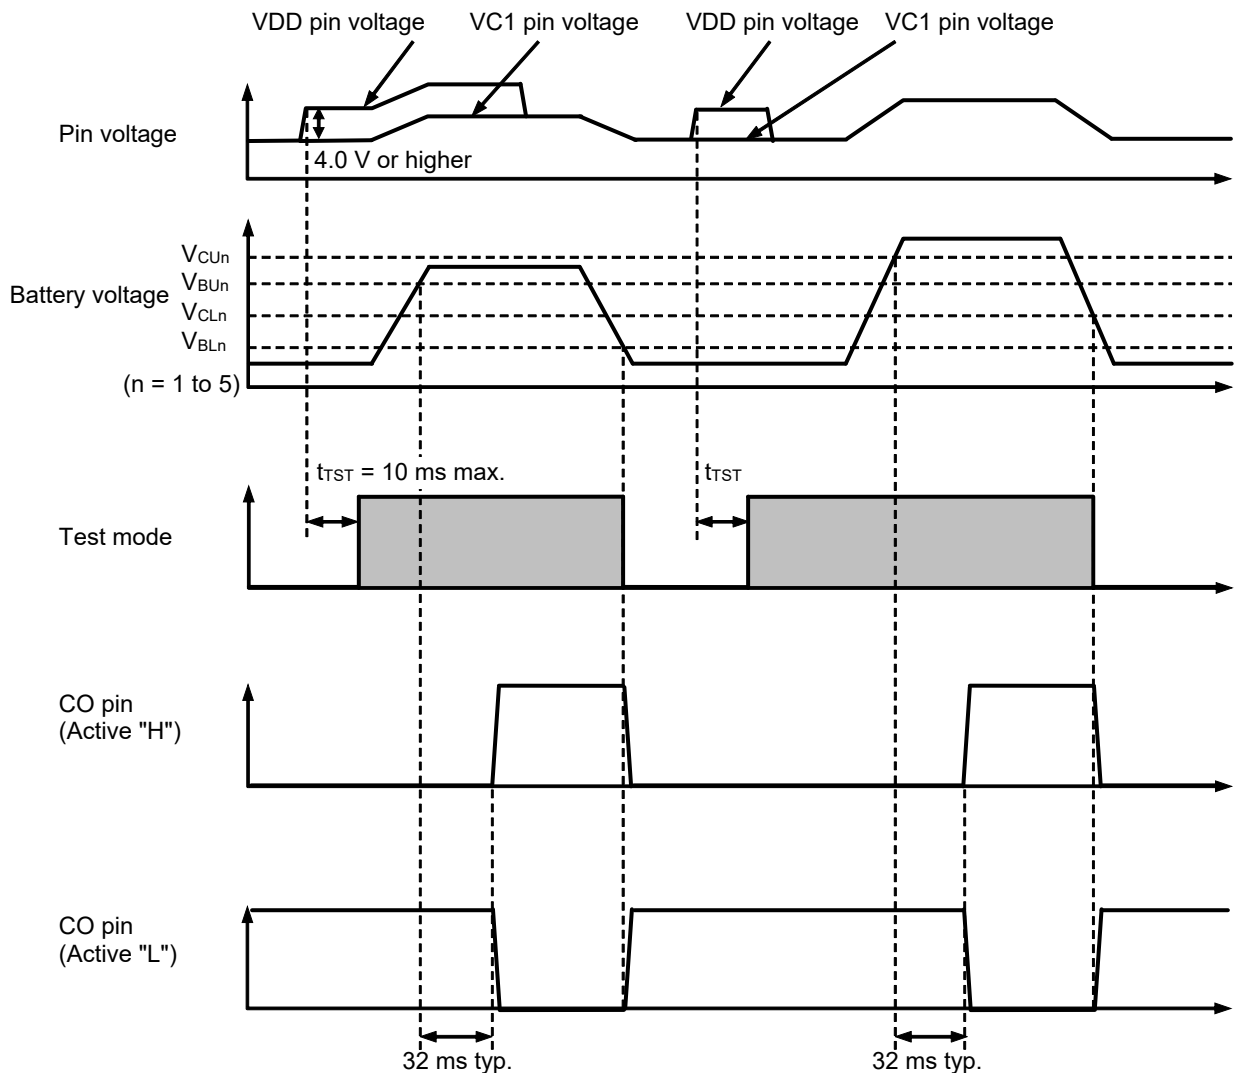 VDD pin voltage
VC1 pin voltage
VDD pin voltage
VC1 pin voltage
Pin voltage
4.0 V or higher
VCUn
VBUn
Battery voltage
VCLn
VBLn
(n = 1 to 5)
tTST = 10 ms max.
tTST
Test mode
CO pin
(Active "H")
CO pin
(Active "L")
32 ms typ.
32 ms typ.